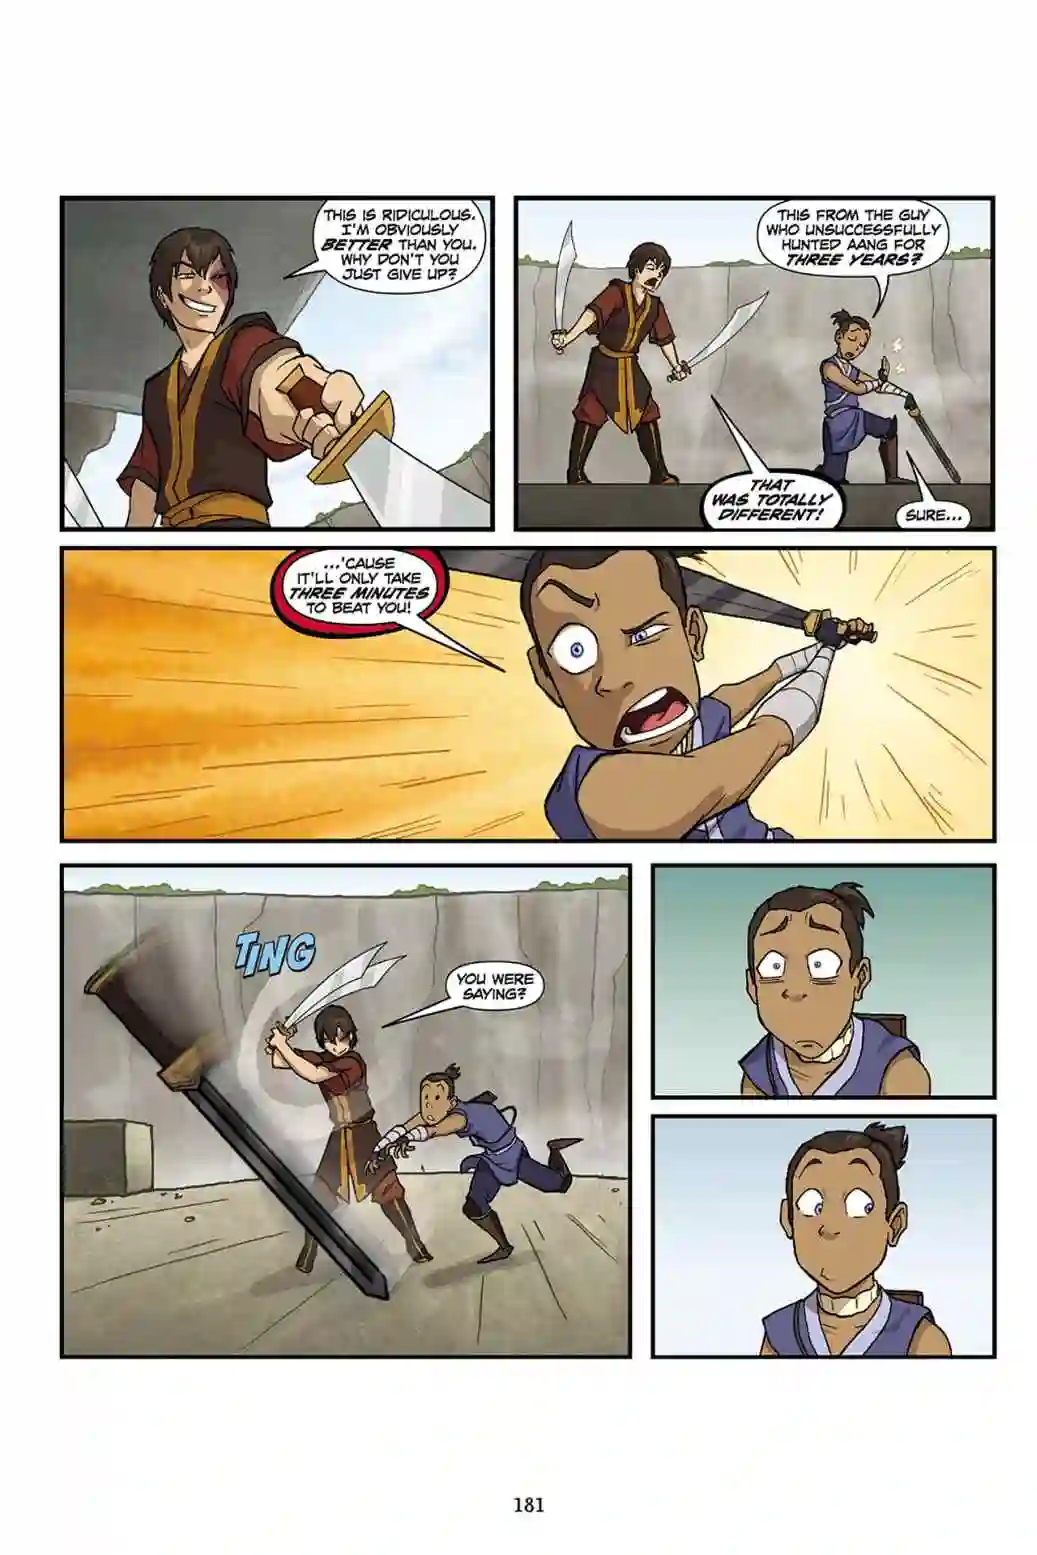 THIS IS RIDICULOUS.
I'M OBVIOUSLY
BETTER THAN YOU.
WHY DON'T YOU
JUST GIVE UP?
THIS FROM THE GUY
WHO UNSUCCESSFULLY
HUNTED AANG FOR
THREE YEARS?
THAT
WAS TOTALLY
DIFFERENT!
SURE...
...'CAUSE
IT'LL ONLY TAKE
THREE MINUTES
TO BEAT YOU!
TING
YOU WERE
SAYING?
181